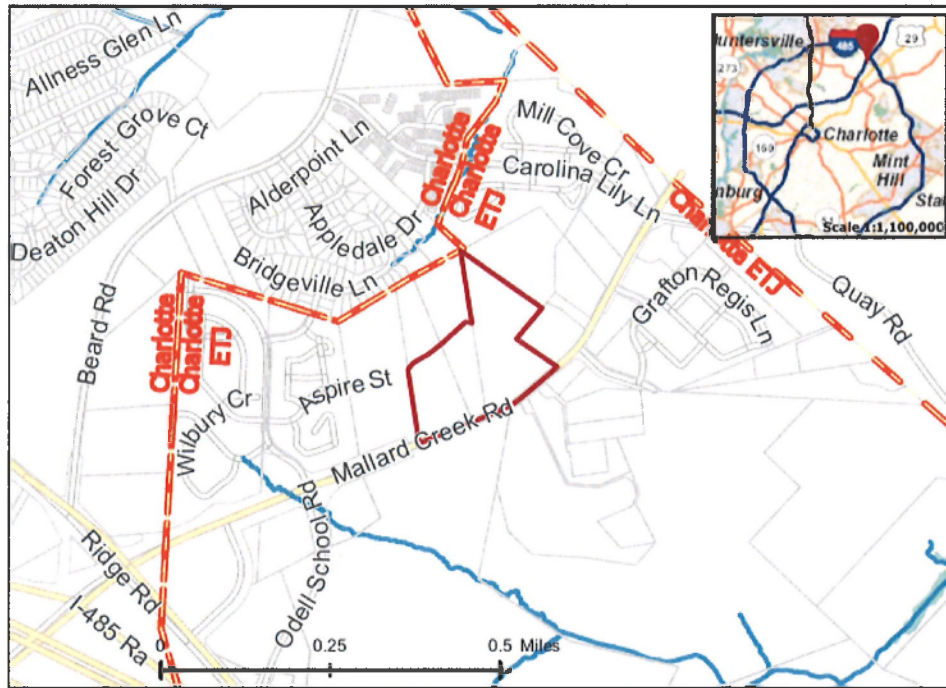 Allness Glen Ln
Forest Grove Ct
Deaton Hill Dr
Alderpoint Ln
Appledale Dr
Bridgeville Ln
Beard Rd
Charlotte
Charlotte
ETJ
Mill Cove Cr
Carolina Lily Ln
Charlotte ETJ
Grafton Regis Ln
Quay Rd
Charlotte
Charlotte
ETJ
Wilbury Cr
Aspire St
Mallard Creek Rd
Odell-School Rd
Ridge Rd
I-485 Ra
0 0.25 0.5 Miles
untersville
485
29
273
160
Charlotte
Mint
Hill
nburg
Sta
Scale 1:1,100,000